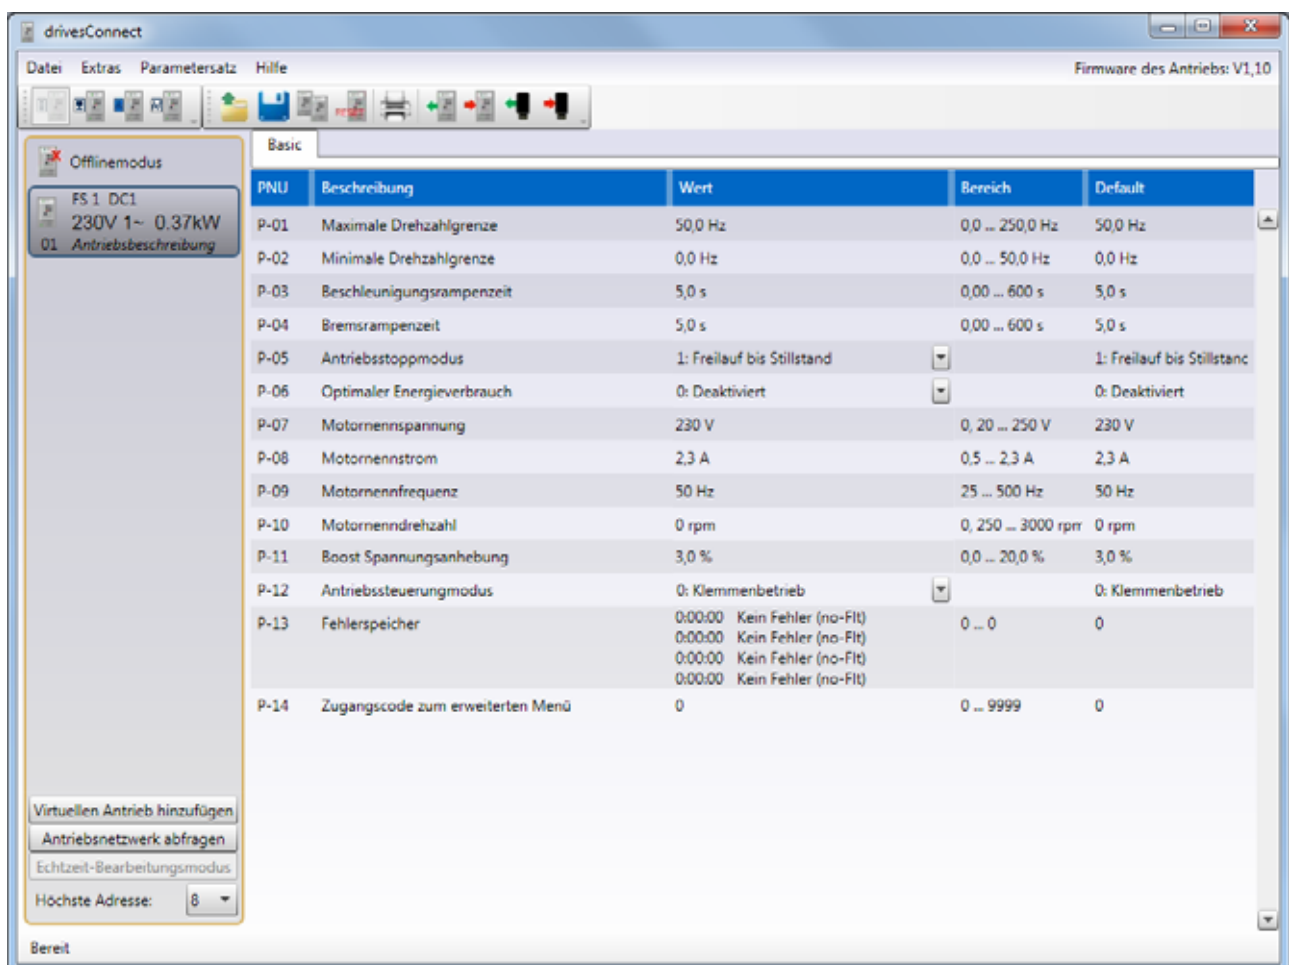 drivesConnect
Datei Extras Parametersatz Hilfe Firmware des Antriebs: V1,10
Offlinemodus
FS 1 DC1
230V 1~ 0.37kW
01 Antriebsbeschreibung
Basic
PNU Beschreibung Wert Bereich Default
P-01 Maximale Drehzahlgrenze 50,0 Hz 0,0 ... 250,0 Hz 50,0 Hz
P-02 Minimale Drehzahlgrenze 0,0 Hz 0,0 ... 50,0 Hz 0,0 Hz
P-03 Beschleunigungsrampenzeit 5,0 s 0,00 ... 600 s 5,0 s
P-04 Bremsrampenzeit 5,0 s 0,00 ... 600 s 5,0 s
P-05 Antriebsstoppmodus 1: Freilauf bis Stillstand 1: Freilauf bis Stillstanc
P-06 Optimaler Energieverbrauch 0: Deaktiviert 0: Deaktiviert
P-07 Motornennspannung 230 V 0, 20 ... 250 V 230 V
P-08 Motornennstrom 2,3 A 0,5 ... 2,3 A 2,3 A
P-09 Motornennfrequenz 50 Hz 25 ... 500 Hz 50 Hz
P-10 Motornenndrehzahl 0 rpm 0, 250 ... 3000 rpm 0 rpm
P-11 Boost Spannungsanhebung 3,0 % 0,0 ... 20,0 % 3,0 %
P-12 Antriebssteuerungmodus 0: Klemmenbetrieb 0: Klemmenbetrieb
P-13 Fehlerspeicher 0:00:00 Kein Fehler (no-Flt) 0 ... 0 0
0:00:00 Kein Fehler (no-Flt)
0:00:00 Kein Fehler (no-Flt)
0:00:00 Kein Fehler (no-Flt)
P-14 Zugangscode zum erweiterten Menü 0 0 ... 9999 0
Virtuellen Antrieb hinzufügen
Antriebsnetzwerk abfragen
Echtzeit-Bearbeitungsmodus
Höchste Adresse: 8
Bereit